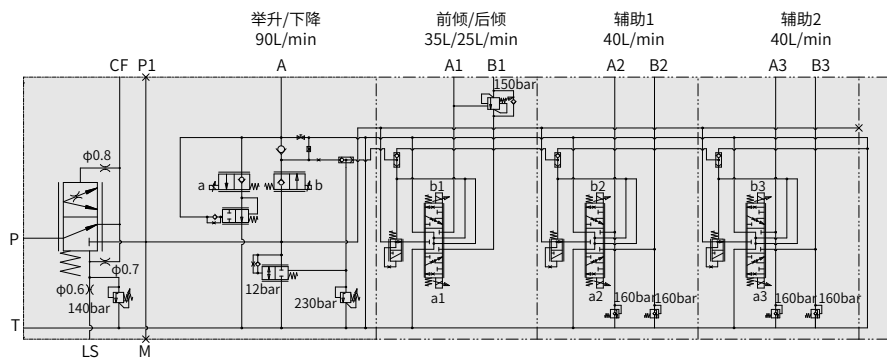 举升/下降
90L/min
前倾/后倾
35L/25L/min
辅助1
40L/min
辅助2
40L/min
CF P1 A A1 B1 A2 B2 A3 B3
150bar
φ0.8
a b b1 b2 b3
P
φ0.7
φ0.6
140bar
12bar
230bar
a1 a2 a3
160bar 160bar 160bar 160bar
T
LS M